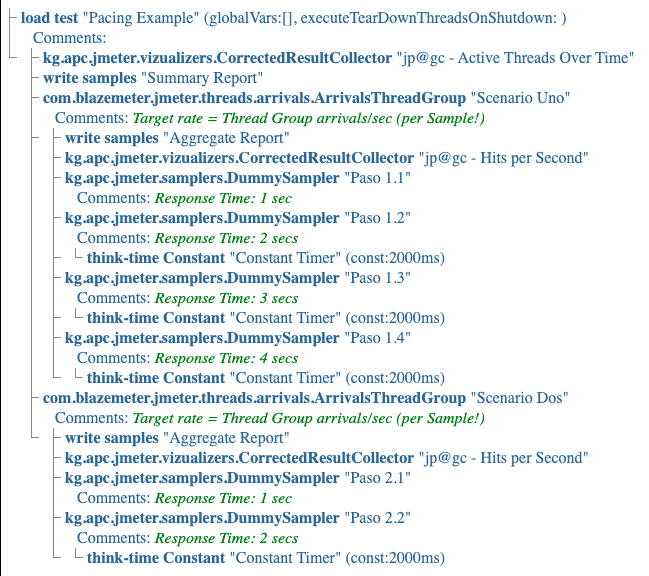 load test "Pacing Example" (globalVars:[], executeTearDownThreadsOnShutdown: )
Comments:
kg.apc.jmeter.vizualizers.CorrectedResultCollector "jp@gc - Active Threads Over Time"
write samples "Summary Report"
com.blazemeter.jmeter.threads.arrivals.ArrivalsThreadGroup "Scenario Uno"
Comments: Target rate = Thread Group arrivals/sec (per Sample!)
write samples "Aggregate Report"
kg.apc.jmeter.vizualizers.CorrectedResultCollector "jp@gc - Hits per Second"
kg.apc.jmeter.samplers.DummySampler "Paso 1.1"
Comments: Response Time: 1 sec
kg.apc.jmeter.samplers.DummySampler "Paso 1.2"
Comments: Response Time: 2 secs
think-time Constant "Constant Timer" (const:2000ms)
kg.apc.jmeter.samplers.DummySampler "Paso 1.3"
Comments: Response Time: 3 secs
think-time Constant "Constant Timer" (const:2000ms)
kg.apc.jmeter.samplers.DummySampler "Paso 1.4"
Comments: Response Time: 4 secs
think-time Constant "Constant Timer" (const:2000ms)
com.blazemeter.jmeter.threads.arrivals.ArrivalsThreadGroup "Scenario Dos"
Comments: Target rate = Thread Group arrivals/sec (per Sample!)
write samples "Aggregate Report"
kg.apc.jmeter.vizualizers.CorrectedResultCollector "jp@gc - Hits per Second"
kg.apc.jmeter.samplers.DummySampler "Paso 2.1"
Comments: Response Time: 1 sec
kg.apc.jmeter.samplers.DummySampler "Paso 2.2"
Comments: Response Time: 2 secs
think-time Constant "Constant Timer" (const:2000ms)